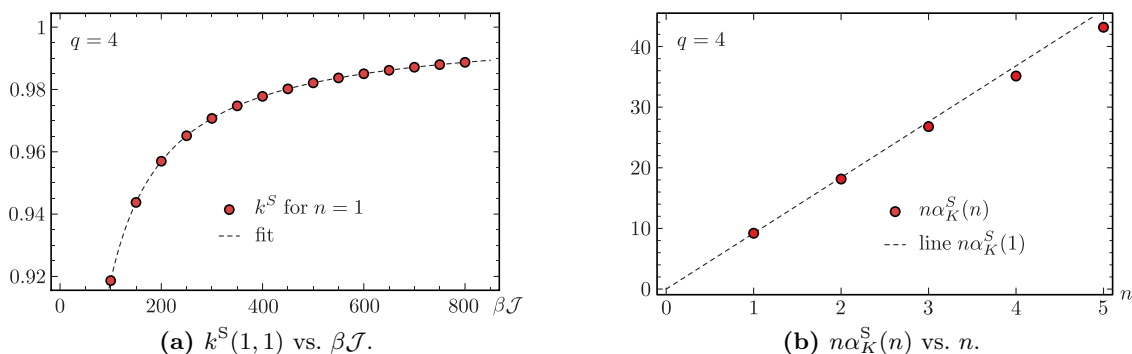 1
0.98
0.96
0.94
0.92
q = 4
k^S for n = 1
fit
0 200 400 600 800 β𝒥
(a) k^S(1, 1) vs. β𝒥.
40
30
20
10
0
q = 4
nα_K^S(n)
line nα_K^S(1)
0 1 2 3 4 5 n
(b) nα_K^S(n) vs. n.